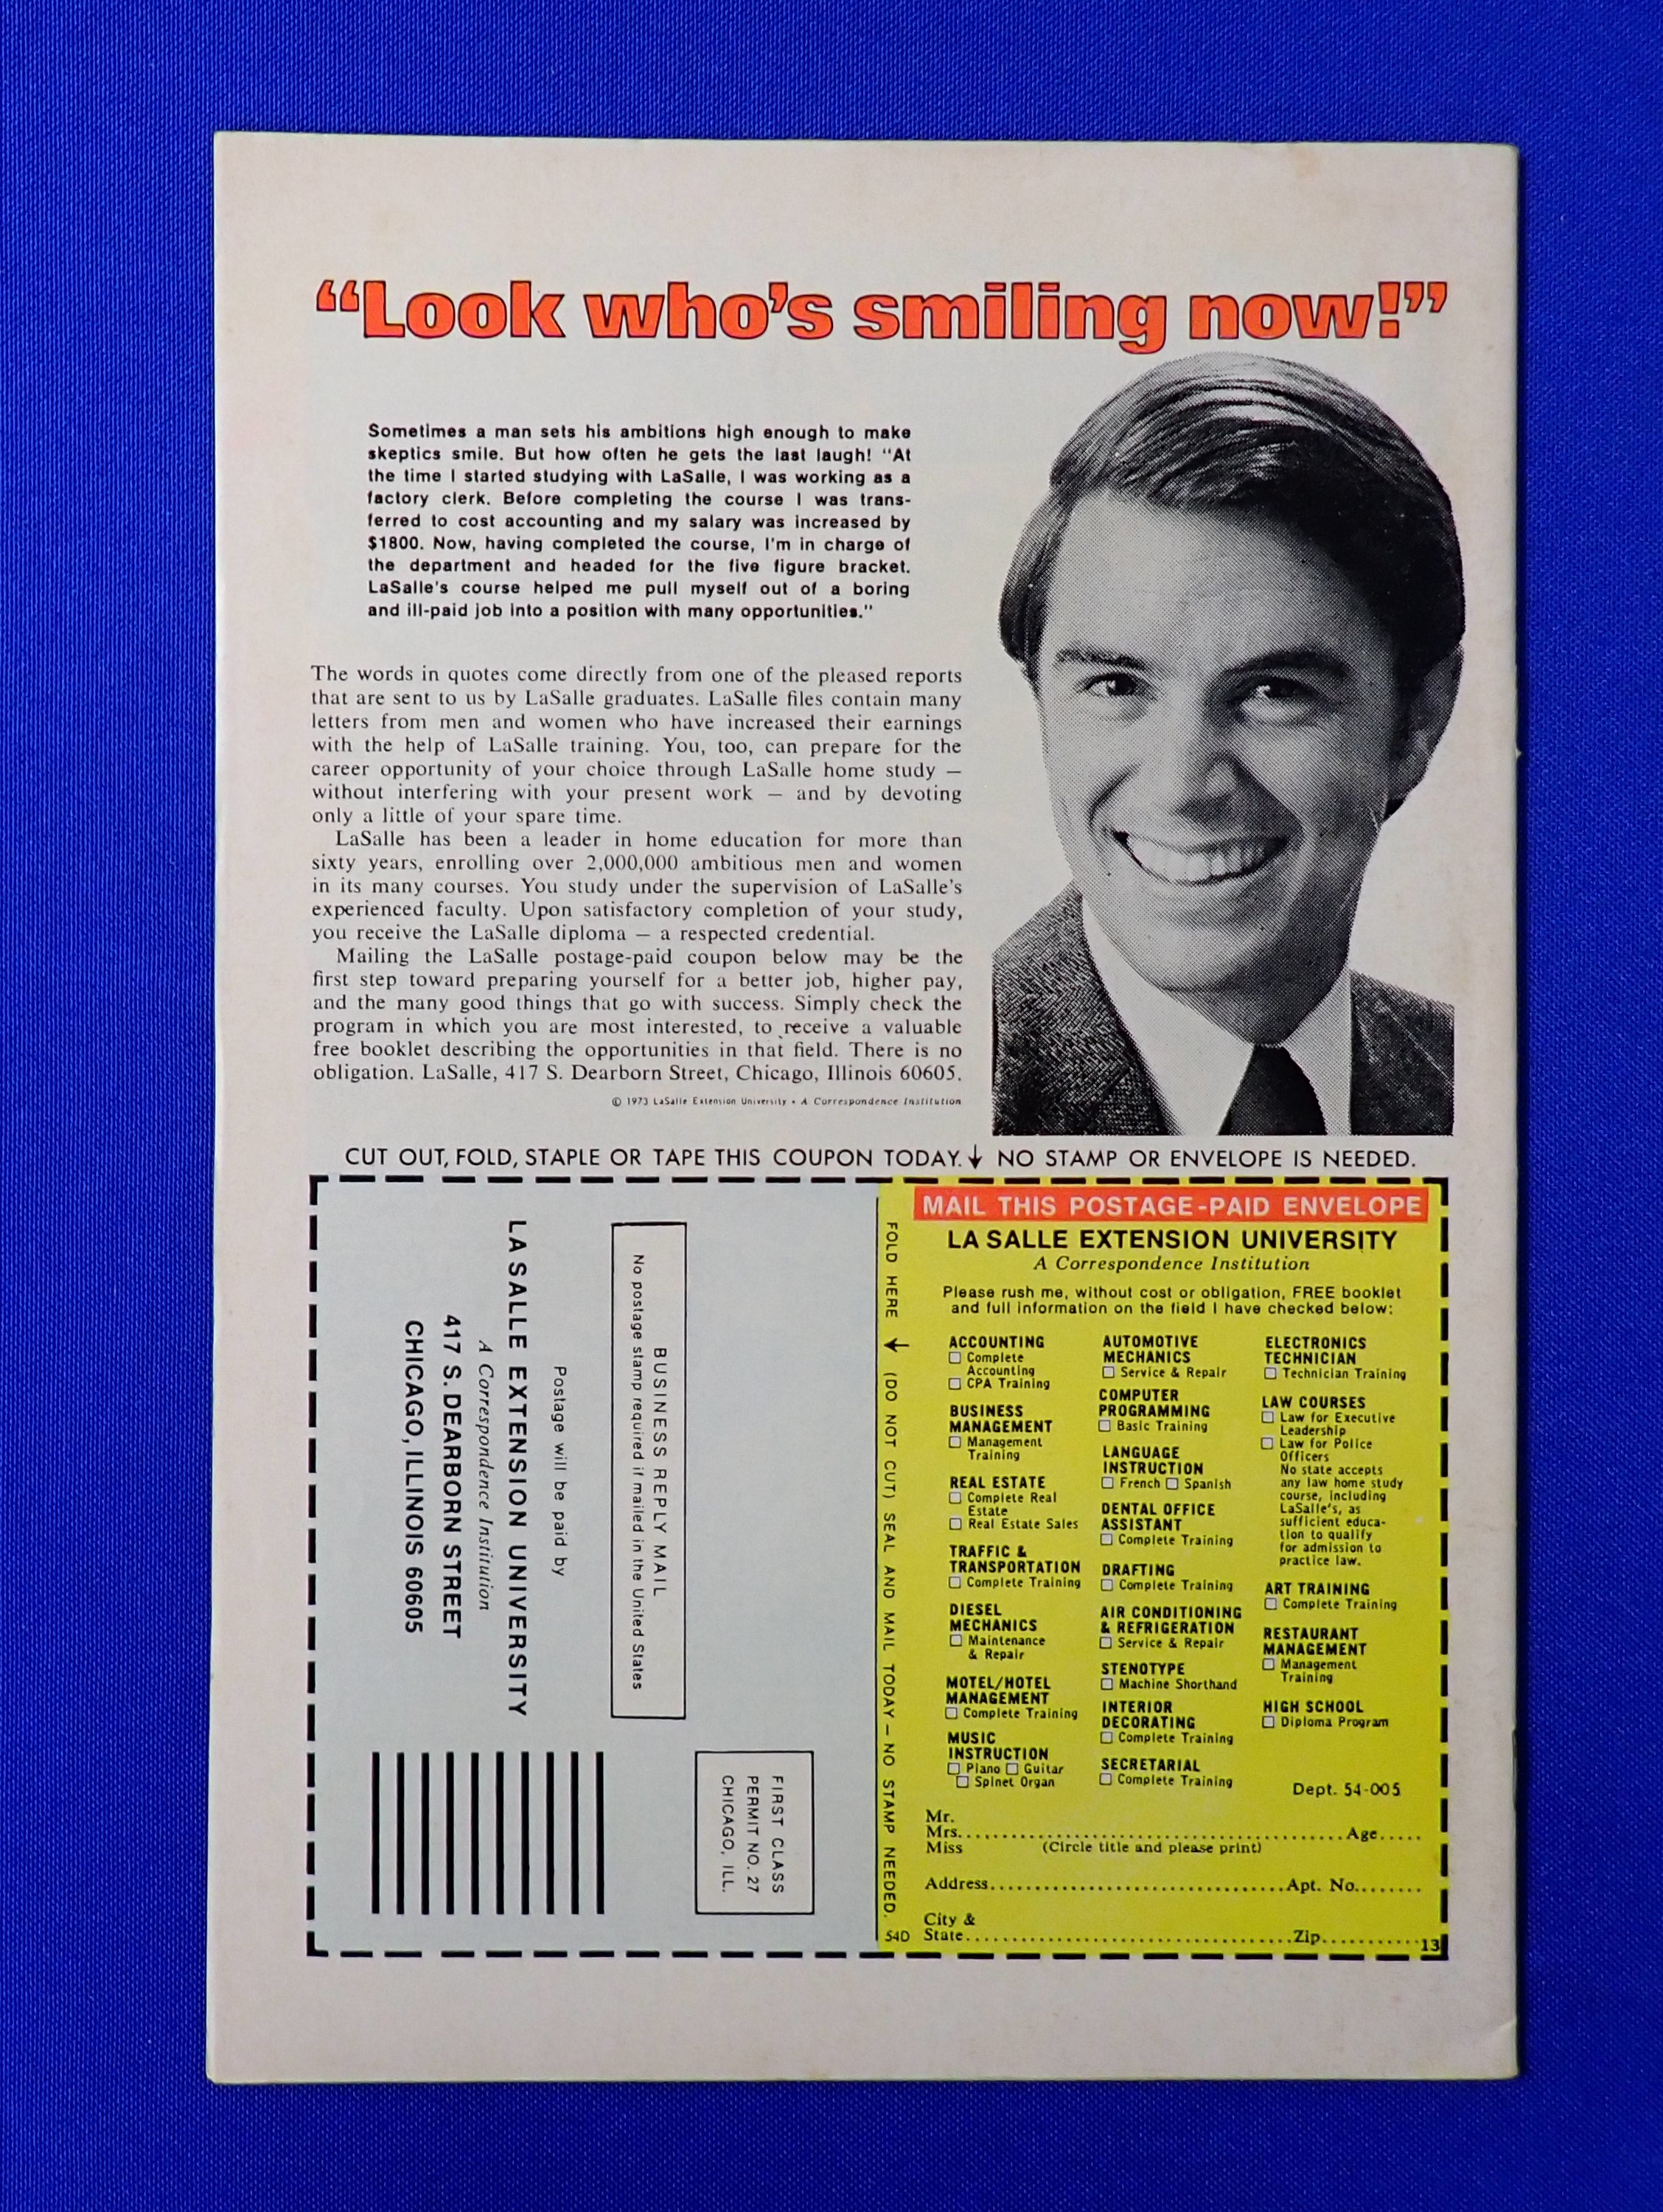 “Look who’s smiling now!”
Sometimes a man sets his ambitions high enough to make
skeptics smile. But how often he gets the last laugh! “At
the time I started studying with LaSalle, I was working as a
factory clerk. Before completing the course I was trans-
ferred to cost accounting and my salary was increased by
$1800. Now, having completed the course, I'm in charge of
the department and headed for the five figure bracket.
LaSalle's course helped me pull myself out of a boring
and ill-paid job into a position with many opportunities.”
The words in quotes come directly from one of the pleased reports
that are sent to us by LaSalle graduates. LaSalle files contain many
letters from men and women who have increased their earnings
with the help of LaSalle training. You, too, can prepare for the
career opportunity of your choice through LaSalle home study —
without interfering with your present work — and by devoting
only a little of your spare time.
LaSalle has been a leader in home education for more than
sixty years, enrolling over 2,000,000 ambitious men and women
in its many courses. You study under the supervision of LaSalle's
experienced faculty. Upon satisfactory completion of your study,
you receive the LaSalle diploma — a respected credential.
Mailing the LaSalle postage-paid coupon below may be the
first step toward preparing yourself for a better job, higher pay,
and the many good things that go with success. Simply check the
program in which you are most interested, to receive a valuable
free booklet describing the opportunities in that field. There is no
obligation. LaSalle, 417 S. Dearborn Street, Chicago, Illinois 60605.
© 1973 LaSalle Extension University • A Correspondence Institution
CUT OUT, FOLD, STAPLE OR TAPE THIS COUPON TODAY. NO STAMP OR ENVELOPE IS NEEDED.
FIRST CLASS
PERMIT NO. 27
CHICAGO, ILL.
BUSINESS REPLY MAIL
No postage stamp required if mailed in the United States
Postage will be paid by
LA SALLE EXTENSION UNIVERSITY
A Correspondence Institution
417 S. DEARBORN STREET
CHICAGO, ILLINOIS 60605
FOLD HERE (DO NOT CUT) SEAL AND MAIL TODAY — NO STAMP NEEDED.
54D
MAIL THIS POSTAGE-PAID ENVELOPE
LA SALLE EXTENSION UNIVERSITY
A Correspondence Institution
Please rush me, without cost or obligation, FREE booklet
and full information on the field I have checked below:
ACCOUNTING
Complete
Accounting
CPA Training
BUSINESS
MANAGEMENT
Management
Training
REAL ESTATE
Complete Real
Estate
Real Estate Sales
TRAFFIC &
TRANSPORTATION
Complete Training
DIESEL
MECHANICS
Maintenance
& Repair
MOTEL/HOTEL
MANAGEMENT
Complete Training
MUSIC
INSTRUCTION
Piano Guitar
Spinet Organ
AUTOMOTIVE
MECHANICS
Service & Repair
COMPUTER
PROGRAMMING
Basic Training
LANGUAGE
INSTRUCTION
French Spanish
DENTAL OFFICE
ASSISTANT
Complete Training
DRAFTING
Complete Training
AIR CONDITIONING
& REFRIGERATION
Service & Repair
STENOTYPE
Machine Shorthand
INTERIOR
DECORATING
Complete Training
SECRETARIAL
Complete Training
ELECTRONICS
TECHNICIAN
Technician Training
LAW COURSES
Law for Executive
Leadership
Law for Police
Officers
No state accepts
any law home study
course, including
LaSalle's, as
sufficient educa-
tion to qualify
for admission to
practice law.
ART TRAINING
Complete Training
RESTAURANT
MANAGEMENT
Management
Training
HIGH SCHOOL
Diploma Program
Dept. 54-005
Mr.
Mrs. Age
Miss (Circle title and please print)
Address Apt. No.
City &
State Zip
13